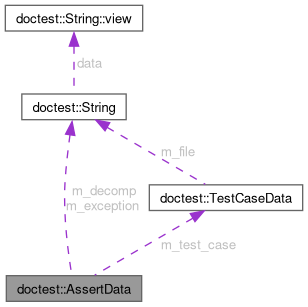 doctest::String::view
data
doctest::String
m_file
m_decomp
m_exception
doctest::TestCaseData
m_test_case
doctest::AssertData